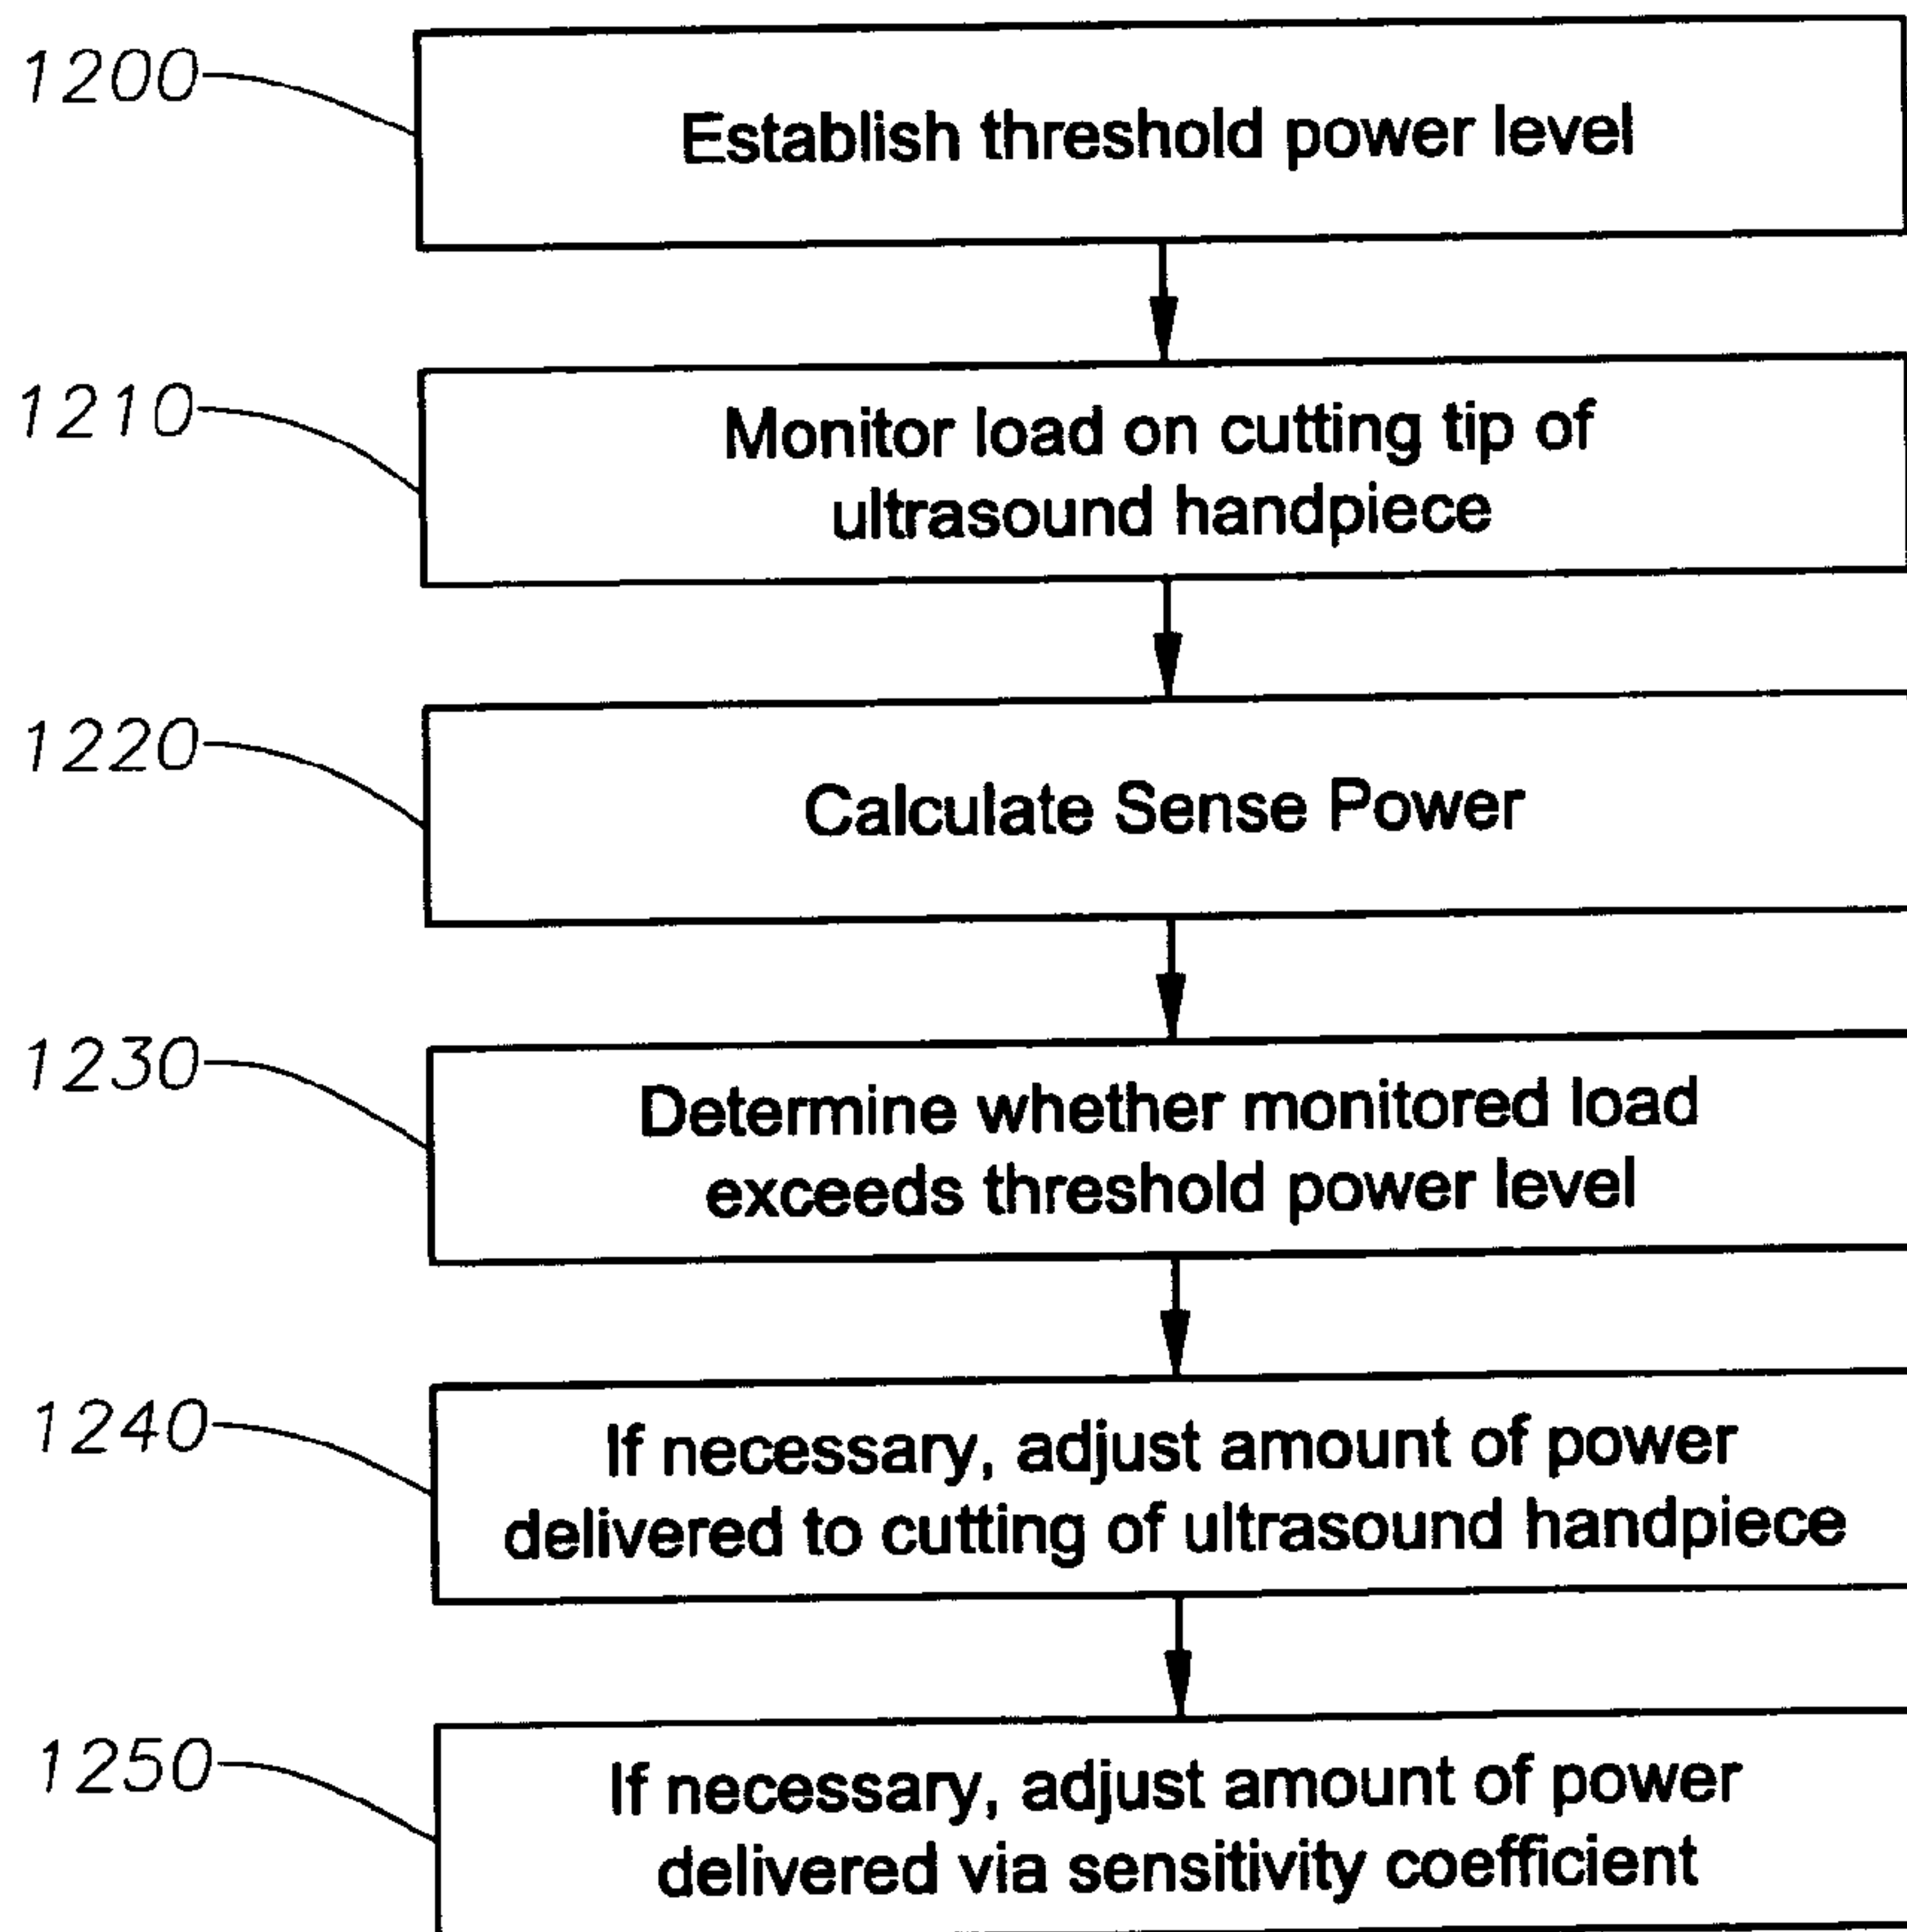 1200
Establish threshold power level
1210
Monitor load on cutting tip of
ultrasound handpiece
1220
Calculate Sense Power
1230
Determine whether monitored load
exceeds threshold power level
1240
If necessary, adjust amount of power
delivered to cutting of ultrasound handpiece
1250
If necessary, adjust amount of power
delivered via sensitivity coefficient